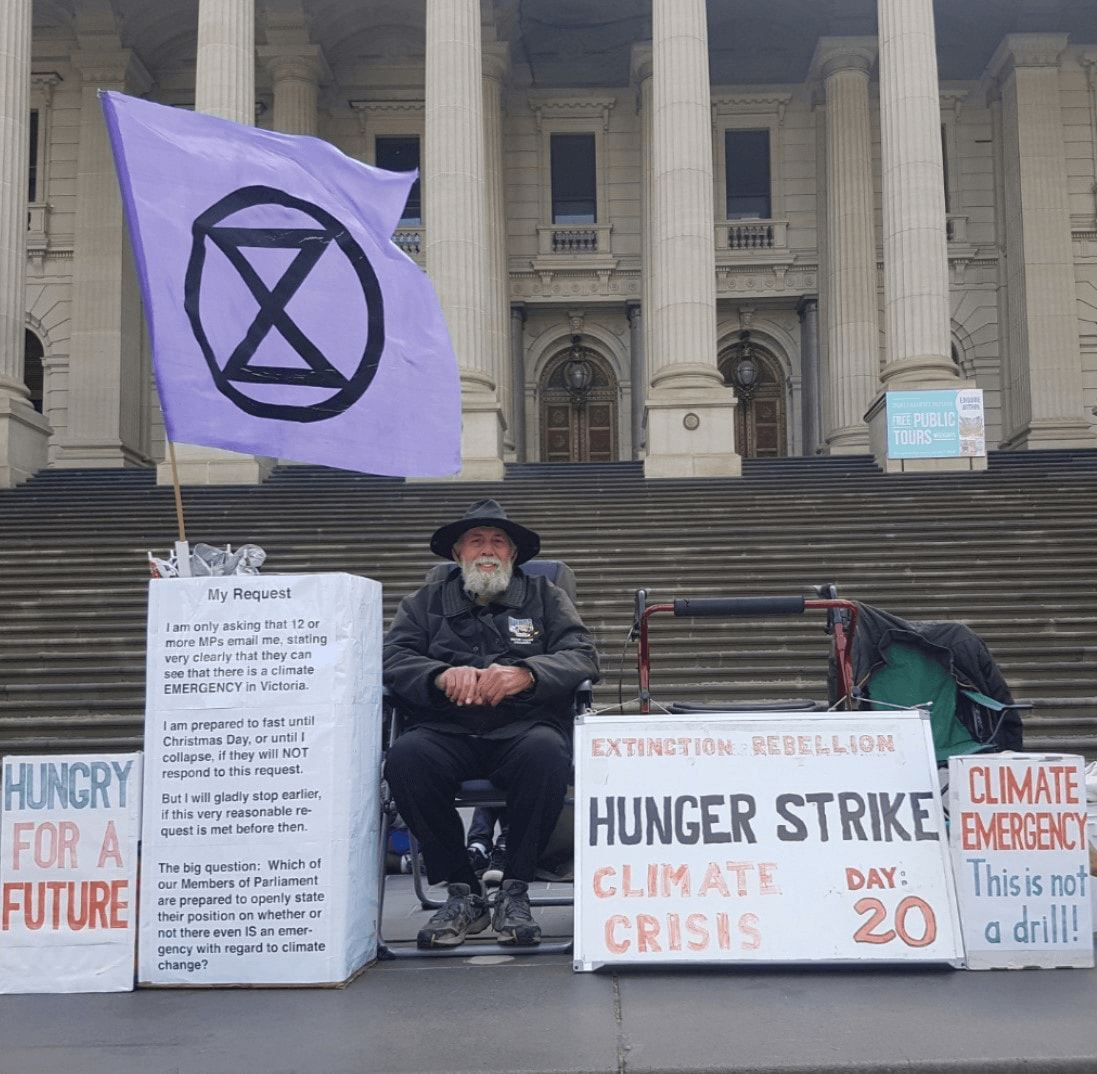 FREE PUBLIC
TOURS
My Request
I am only asking that 12 or
more MPs email me, stating
very clearly that they can
see that there is a climate
EMERGENCY in Victoria.
I am prepared to fast until
Christmas Day, or until I
collapse, if they will NOT
respond to this request.
But I will gladly stop earlier,
if this very reasonable re-
quest is met before then.
The big question: Which of
our Members of Parliament
are prepared to openly state
their position on whether or
not there even IS an emer-
gency with regard to climate
change?
HUNGRY
FOR A
FUTURE
EXTINCTION REBELLION
HUNGER STRIKE
CLIMATE
CRISIS
DAY:
20
CLIMATE
EMERGENCY
This is not
a drill!